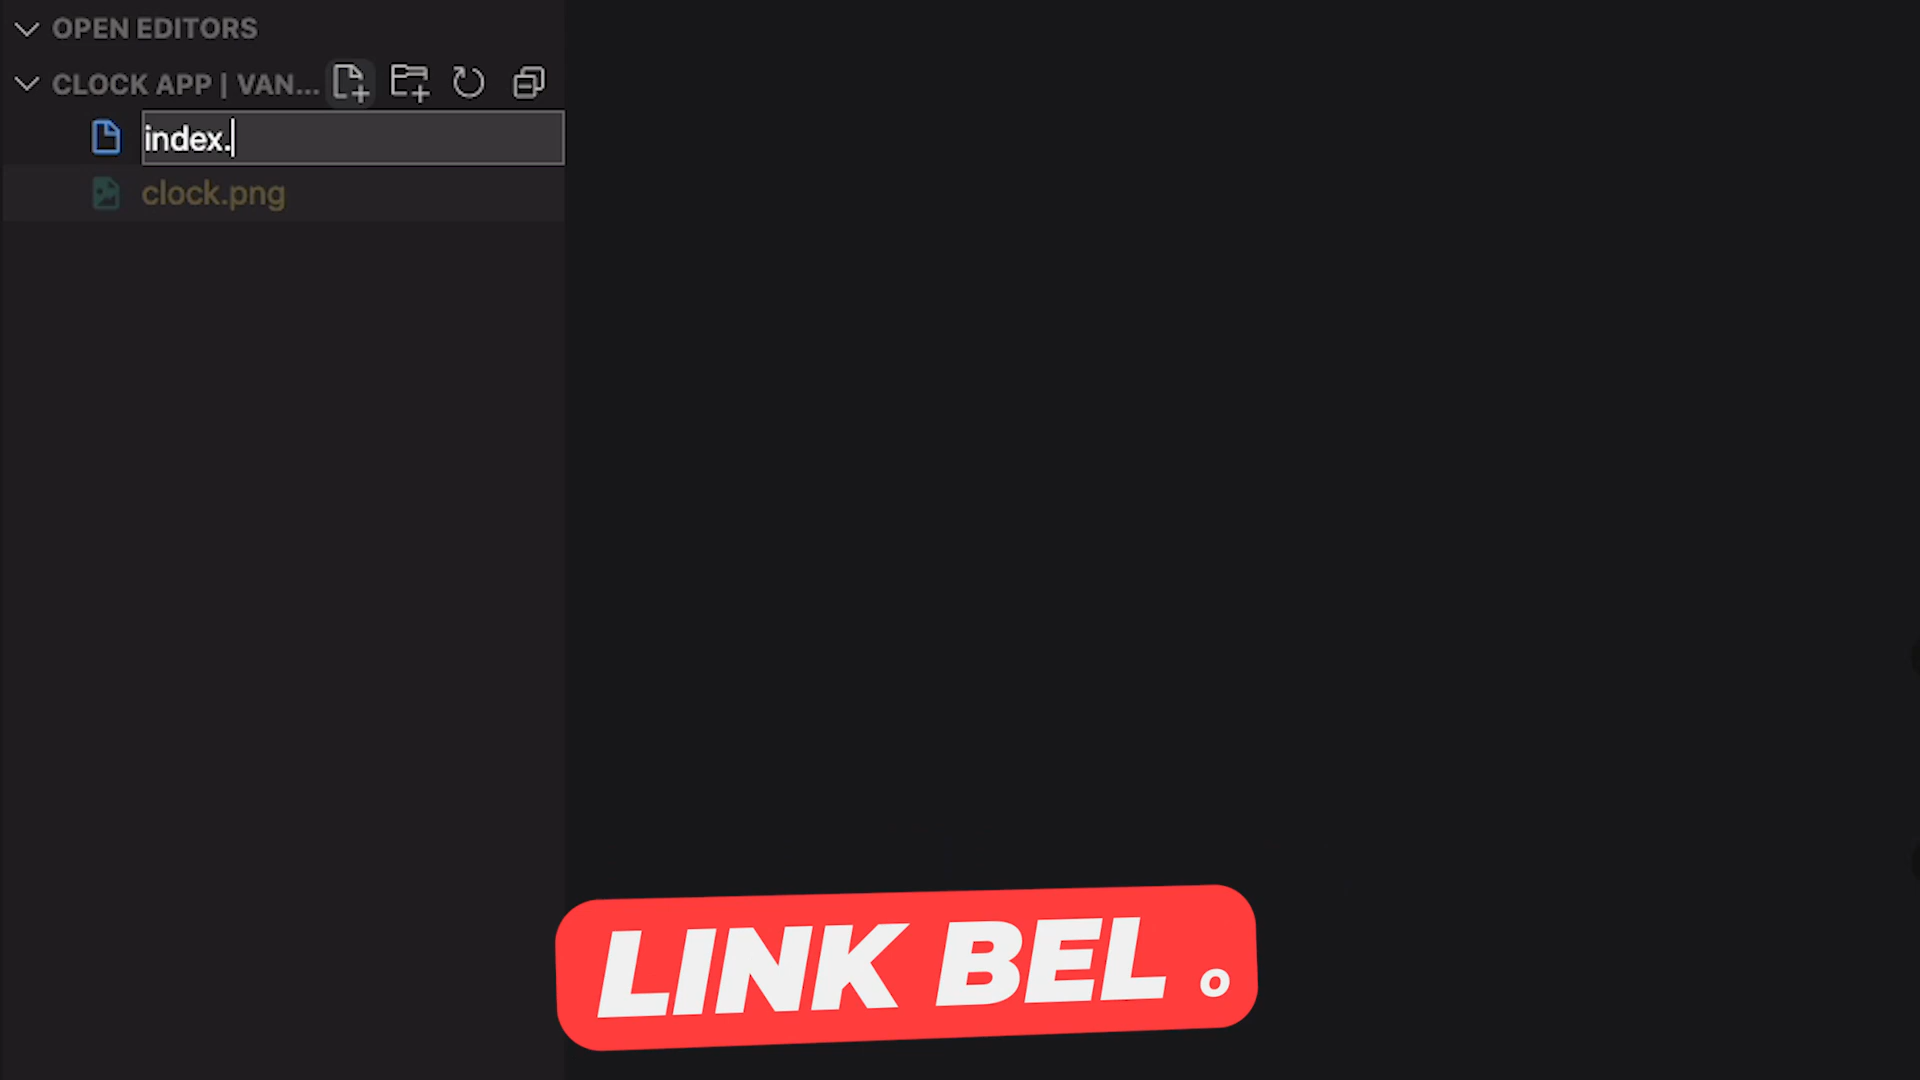 OPEN EDITORS
CLOCK APP | VAN...
index.
clock.png
LINK BEL o